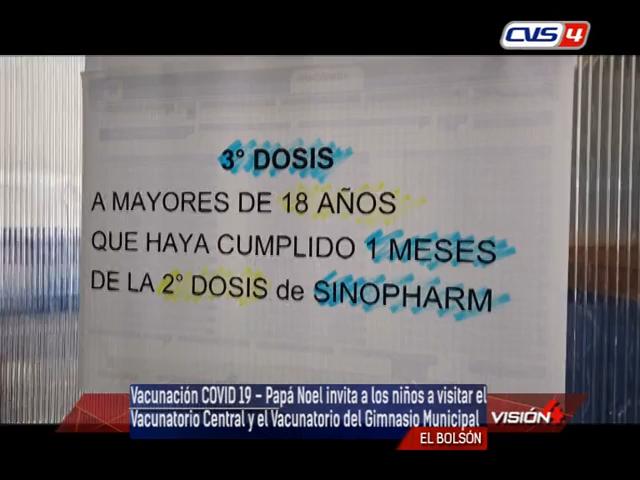 CVS 4
3° DOSIS
A MAYORES DE 18 AÑOS
QUE HAYA CUMPLIDO 1 MESES
DE LA 2° DOSIS de SINOPHARM
Vacunación COVID 19 – Papá Noel invita a los niños a visitar el
Vacunatorio Central y el Vacunatorio del Gimnasio Municipal
VISIÓN 4
EL BOLSÓN